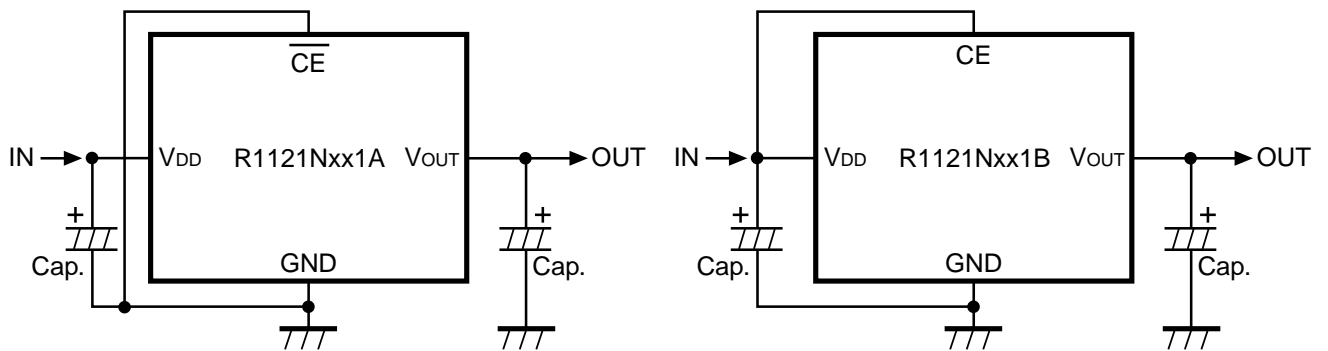 CE
IN
VDD
R1121Nxx1A
VOUT
OUT
+
Cap.
+
Cap.
GND
CE
IN
VDD
R1121Nxx1B
VOUT
OUT
+
Cap.
+
Cap.
GND